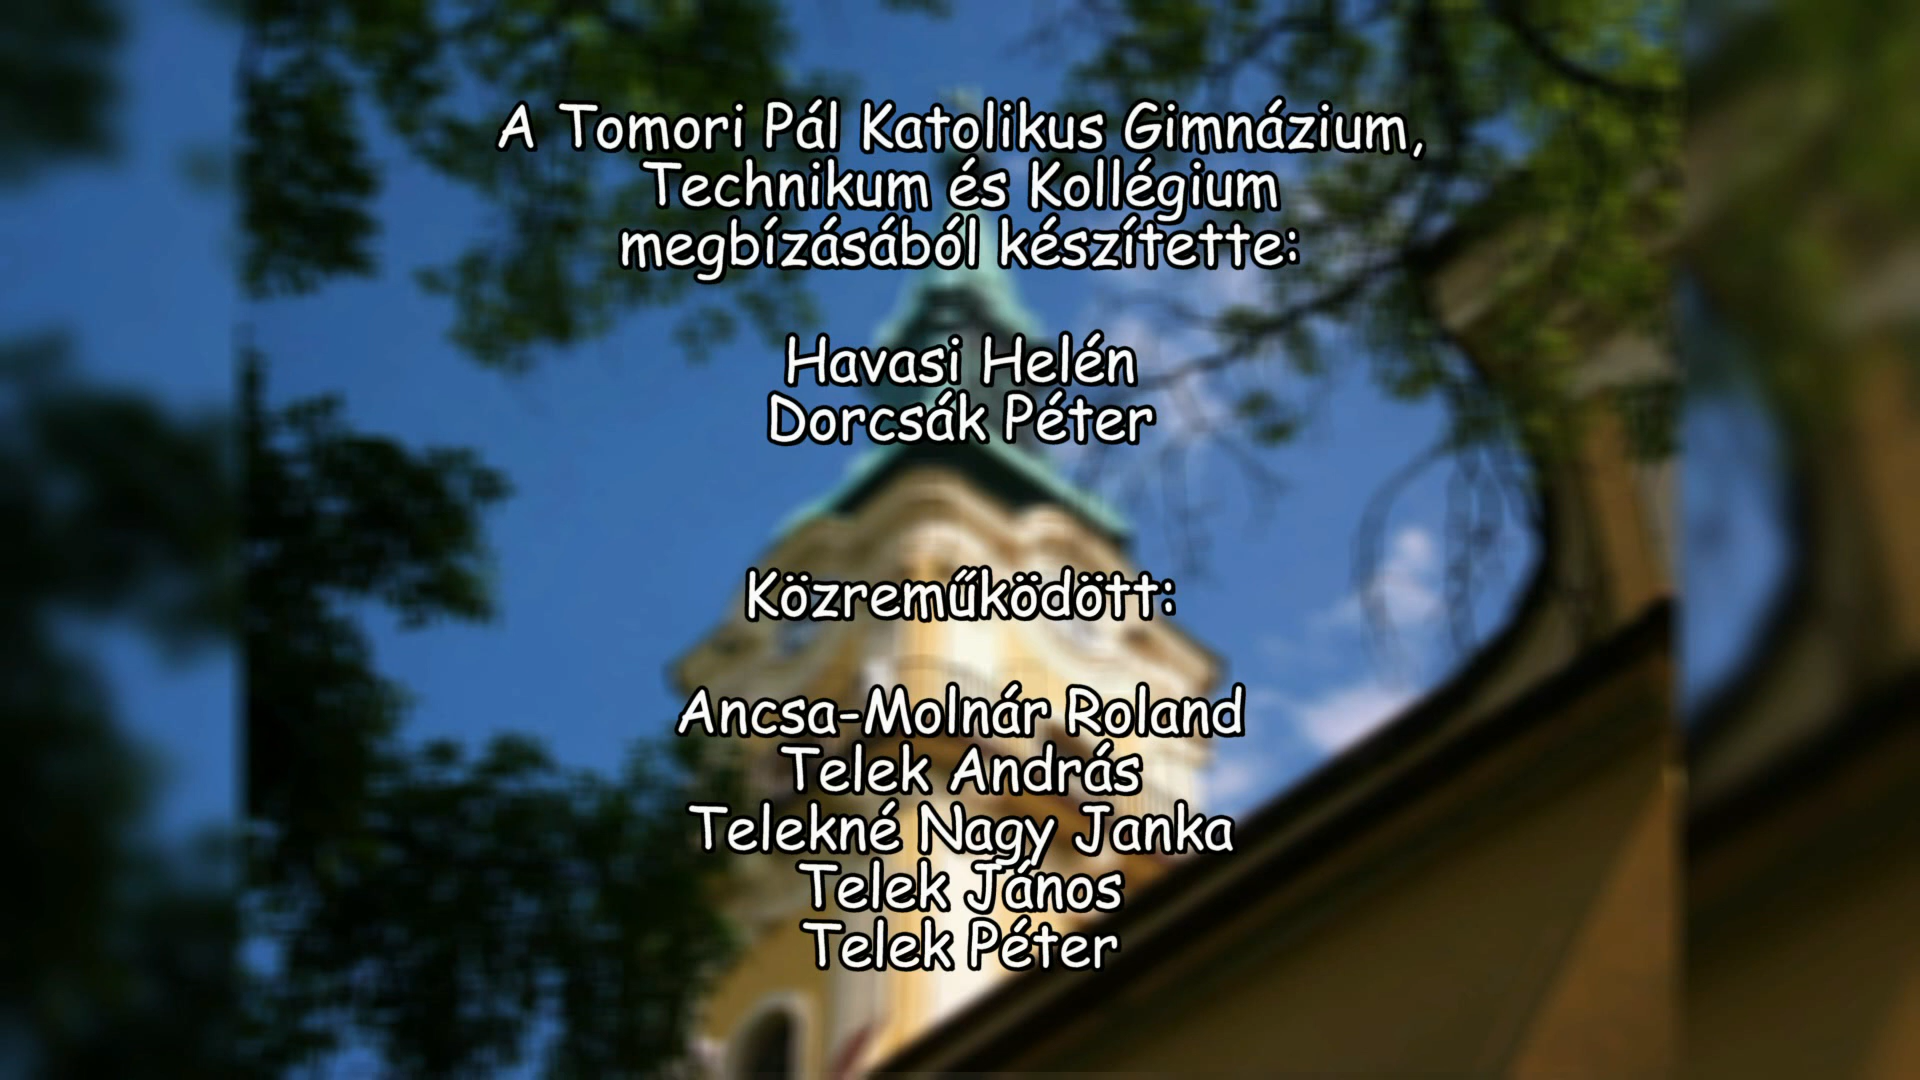 A Tomori Pál Katolikus Gimnázium,
Technikum és Kollégium
megbízásából készítette:
Havasi Helén
Dorcsák Péter
Közreműködött:
Ancsa-Molnár Roland
Telek András
Telekné Nagy Janka
Telek János
Telek Péter